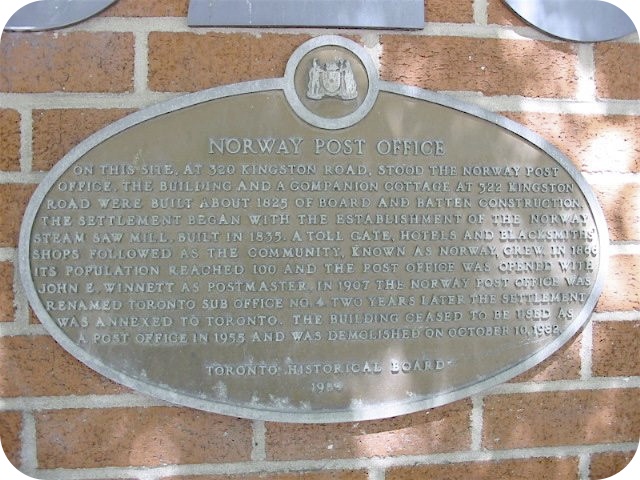 NORWAY POST OFFICE
ON THIS SITE, AT 320 KINGSTON ROAD, STOOD THE NORWAY POST
OFFICE. THE BUILDING AND A COMPANION COTTAGE AT 322 KINGSTON
ROAD WERE BUILT ABOUT 1825 OF BOARD AND BATTEN CONSTRUCTION.
THE SETTLEMENT BEGAN WITH THE ESTABLISHMENT OF THE NORWAY
STEAM SAW MILL, BUILT IN 1835. A TOLL GATE, HOTELS AND BLACKSMITHS'
SHOPS FOLLOWED AS THE COMMUNITY, KNOWN AS NORWAY, GREW. IN 1866
ITS POPULATION REACHED 100 AND THE POST OFFICE WAS OPENED WITH
JOHN E. WINNETT AS POSTMASTER. IN 1907 THE NORWAY POST OFFICE WAS
RENAMED TORONTO SUB OFFICE NO. 4. TWO YEARS LATER THE SETTLEMENT
WAS ANNEXED TO TORONTO. THE BUILDING CEASED TO BE USED AS
A POST OFFICE IN 1955 AND WAS DEMOLISHED ON OCTOBER 10, 1982.
TORONTO HISTORICAL BOARD